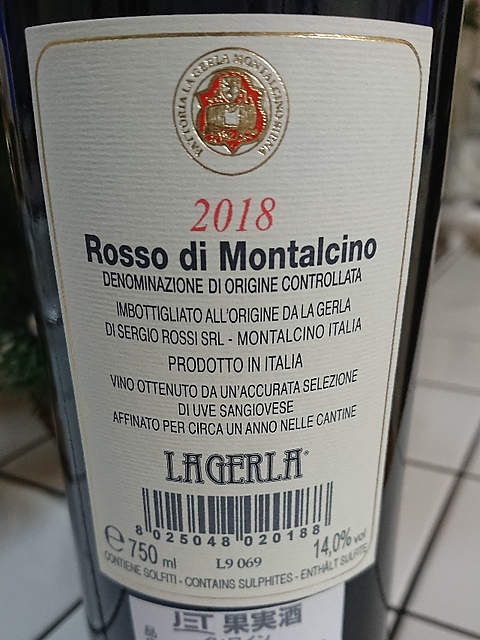 FATTORIA LA GERLA MONTALCINO SIENA
2018
Rosso di Montalcino
DENOMINAZIONE DI ORIGINE CONTROLLATA
IMBOTTIGLIATO ALL'ORIGINE DA LA GERLA
DI SERGIO ROSSI SRL - MONTALCINO ITALIA
PRODOTTO IN ITALIA
VINO OTTENUTO DA UN'ACCURATA SELEZIONE
DI UVE SANGIOVESE
AFFINATO PER CIRCA UN ANNO NELLE CANTINE
LAGERLA®
8 025048 020188
e 750 ml L9 069 14,0% vol
CONTIENE SOLFITI - CONTAINS SULPHITES - ENTHÄLT SULFITE
JET 果実酒